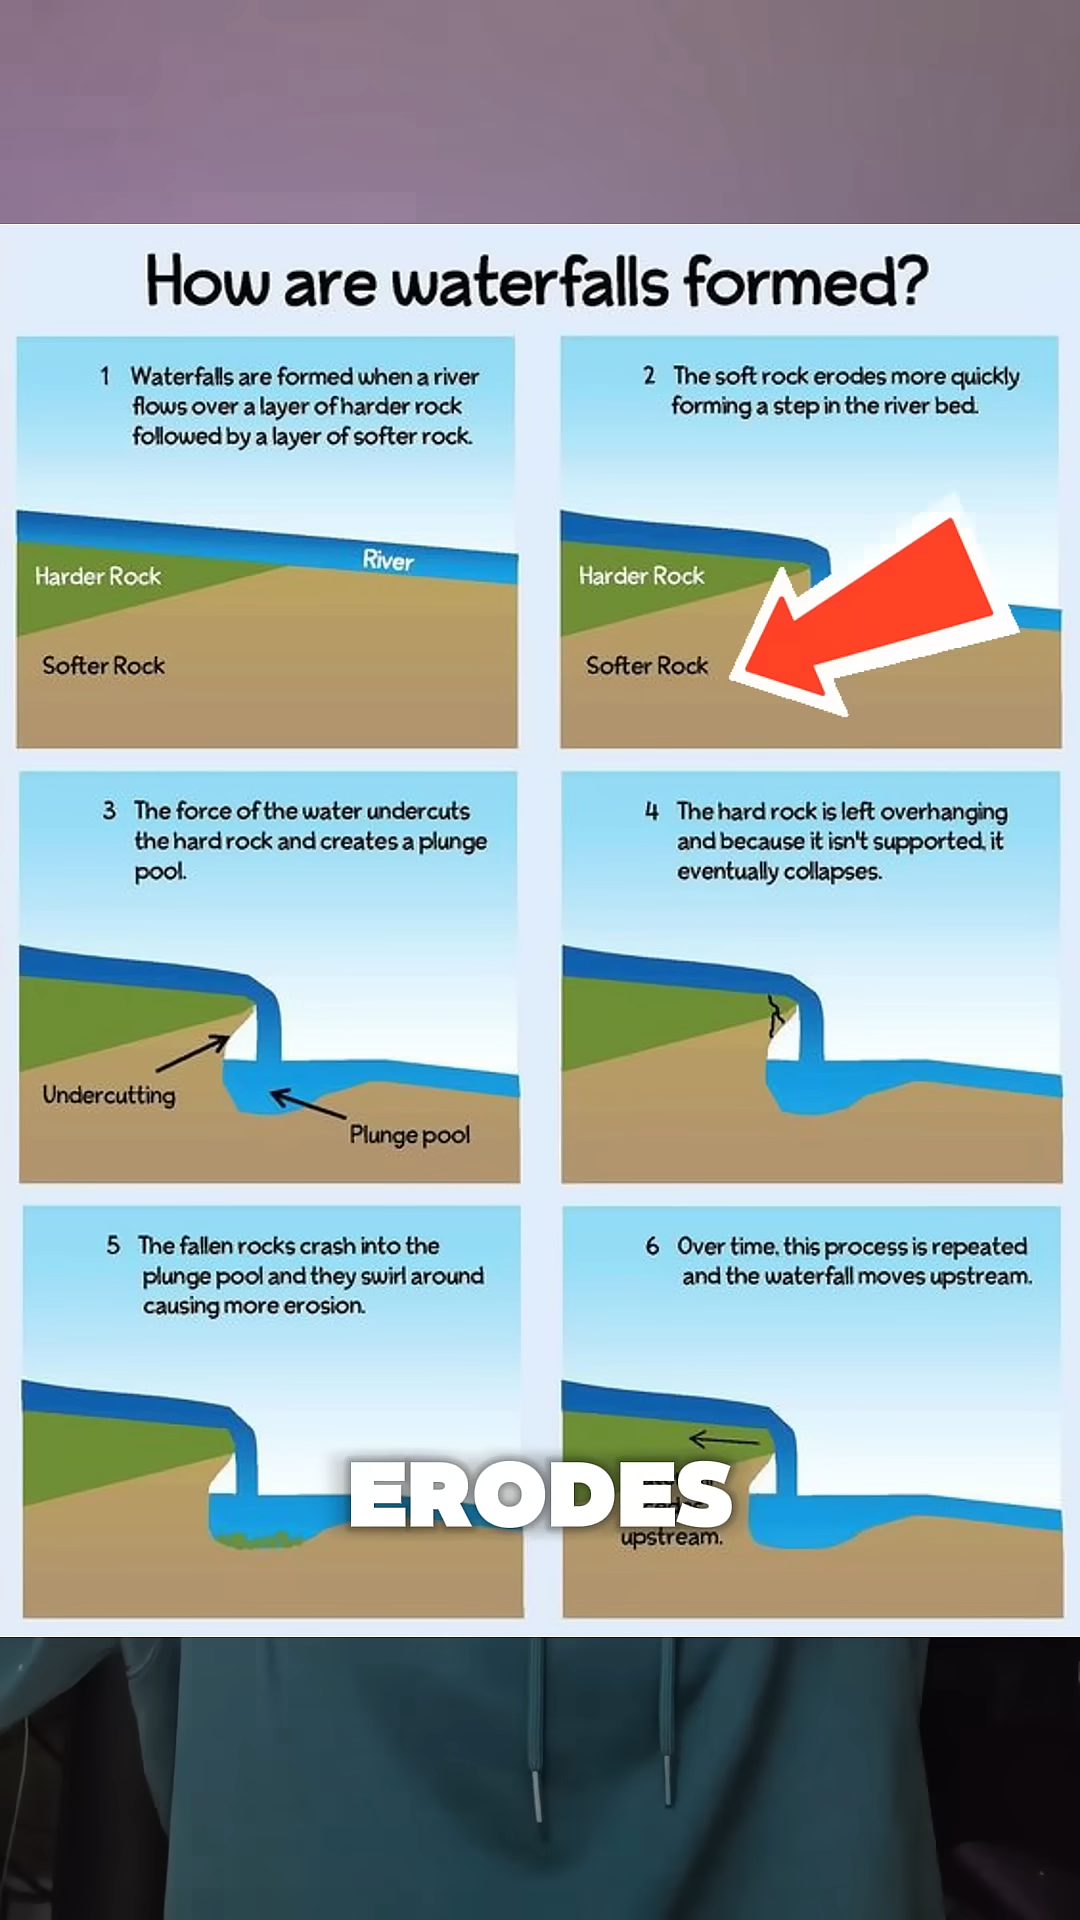 How are waterfalls formed?
1 Waterfalls are formed when a river
flows over a layer of harder rock
followed by a layer of softer rock.
River
Harder Rock
Softer Rock
2 The soft rock erodes more quickly
forming a step in the river bed.
Harder Rock
Softer Rock
3 The force of the water undercuts
the hard rock and creates a plunge
pool.
Undercutting
Plunge pool
4 The hard rock is left overhanging
and because it isn't supported, it
eventually collapses.
5 The fallen rocks crash into the
plunge pool and they swirl around
causing more erosion.
6 Over time, this process is repeated
and the waterfall moves upstream.
ERODES
upstream.